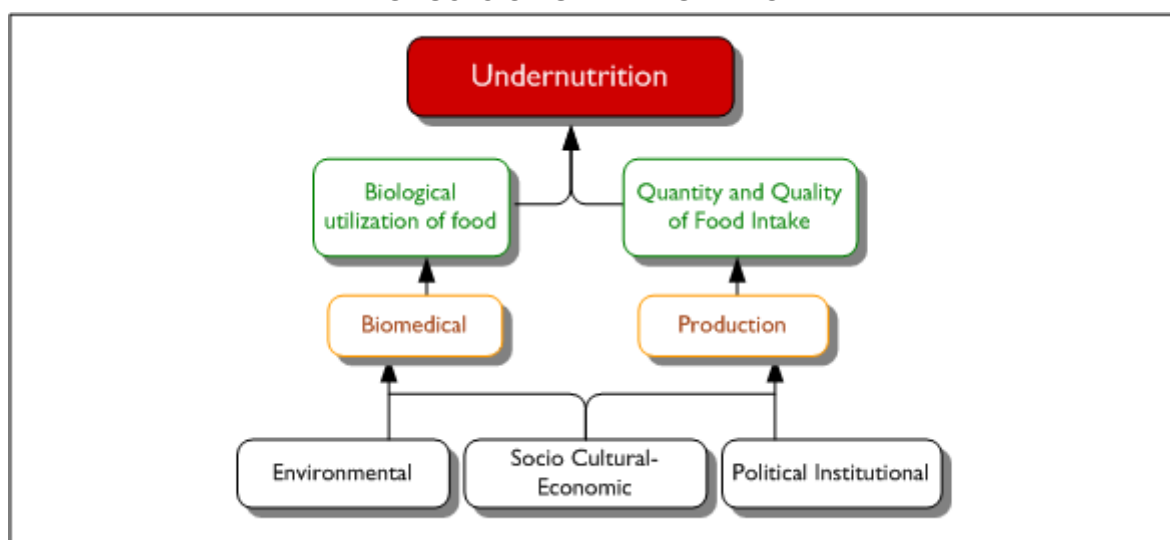 Undernutrition
Biological
utilization of food
Quantity and Quality
of Food Intake
Biomedical
Production
Environmental
Socio Cultural-
Economic
Political Institutional